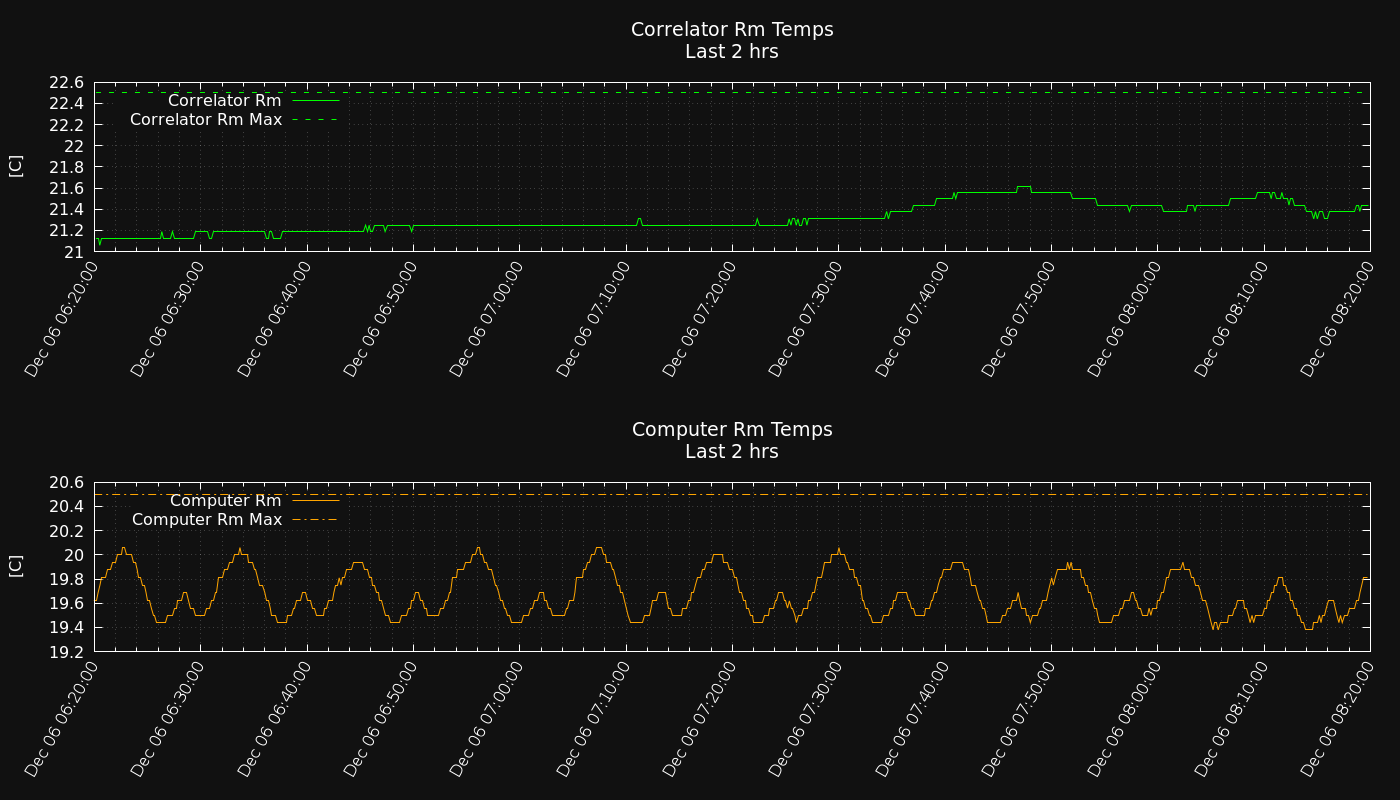 Correlator Rm Temps
Last 2 hrs
22.6
22.4
22.2
22
21.8
21.6
21.4
21.2
21
[C]
Correlator Rm
Correlator Rm Max
Dec 06 06:20:00
Dec 06 06:30:00
Dec 06 06:40:00
Dec 06 06:50:00
Dec 06 07:00:00
Dec 06 07:10:00
Dec 06 07:20:00
Dec 06 07:30:00
Dec 06 07:40:00
Dec 06 07:50:00
Dec 06 08:00:00
Dec 06 08:10:00
Dec 06 08:20:00
Computer Rm Temps
Last 2 hrs
20.6
20.4
20.2
20
19.8
19.6
19.4
19.2
[C]
Computer Rm
Computer Rm Max
Dec 06 06:20:00
Dec 06 06:30:00
Dec 06 06:40:00
Dec 06 06:50:00
Dec 06 07:00:00
Dec 06 07:10:00
Dec 06 07:20:00
Dec 06 07:30:00
Dec 06 07:40:00
Dec 06 07:50:00
Dec 06 08:00:00
Dec 06 08:10:00
Dec 06 08:20:00